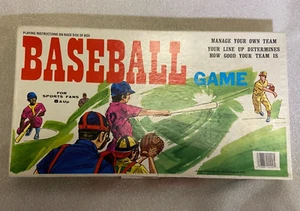 PLAYING INSTRUCTIONS ON BACK SIDE OF BOX
MANAGE YOUR OWN TEAM
YOUR LINE UP DETERMINES
HOW GOOD YOUR TEAM IS
BASEBALL
GAME
FOR
SPORTS FANS
8 & UP